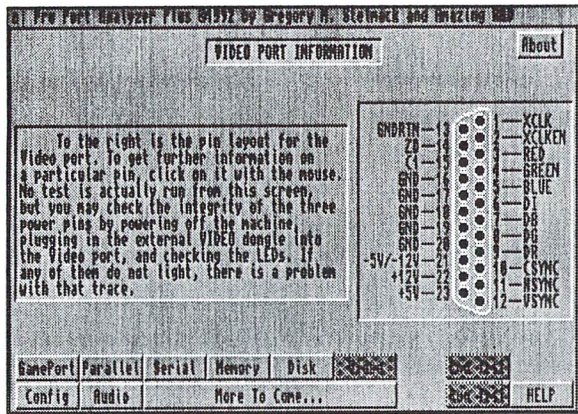 Pro Port Analyzer Plus ©1992 by Gregory M. Stelmack and Amazing
VIDEO PORT INFORMATION
About
To the right is the pin layout for the
Video port. To get further information on
a particular pin, click on it with the mouse.
No test is actually run from this screen,
but you may check the integrity of the three
power pins by powering off the machine,
plugging in the external VIDEO dongle into
the Video port, and checking the LEDs. If
any of them do not light, there is a problem
with that trace.
GNDRTN-13
ZD-14
C1-15
GND-16
GND-17
GND-18
GND-19
GND-20
-5V/-12V-21
+12V-22
+5V-23
1-XCLK
2-XCLKEN
3-RED
4-GREEN
5-BLUE
6-DI
7-DB
8-DG
9-DR
10-CSYNC
11-HSYNC
12-VSYNC
GamePort Parallel Serial Memory Disk
Config Audio More To Come... HELP